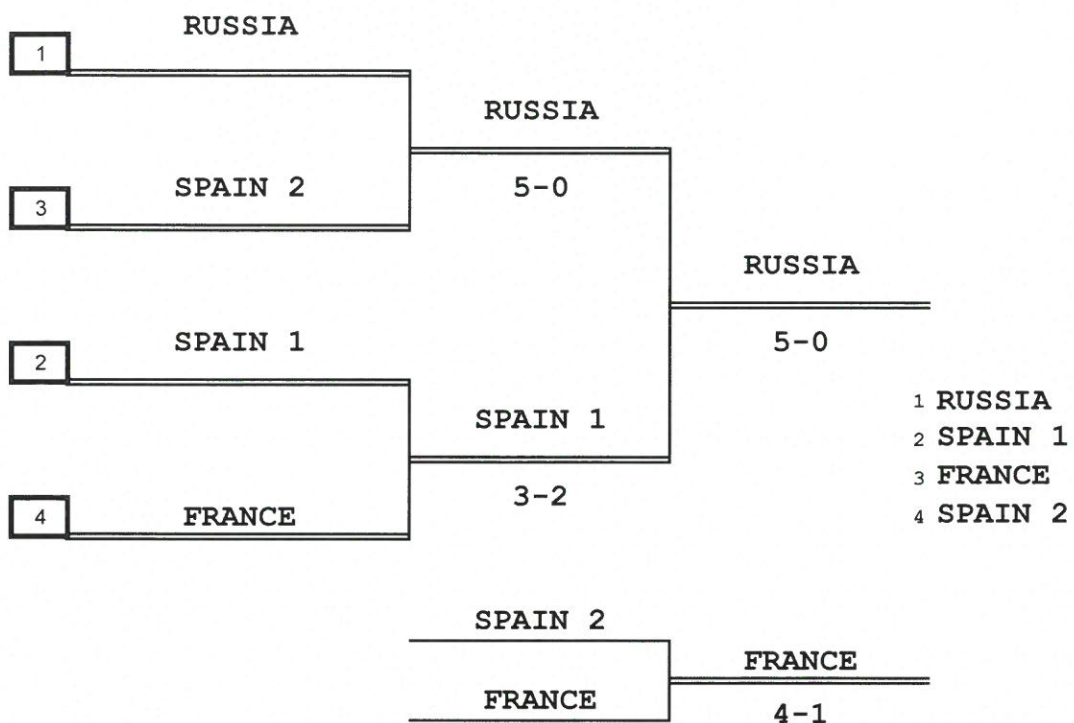 RUSSIA
1
RUSSIA
SPAIN 2
5-0
3
RUSSIA
SPAIN 1
5-0
2
1 RUSSIA
SPAIN 1
2 SPAIN 1
3 FRANCE
3-2
4
FRANCE
4 SPAIN 2
SPAIN 2
FRANCE
FRANCE
4-1